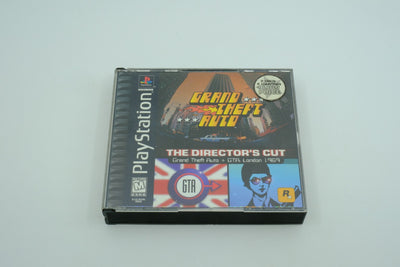 PlayStation
GRAND
THEFT
AUTO
THE DIRECTOR'S CUT
Grand Theft Auto + GTA: London 1969
GTA
R